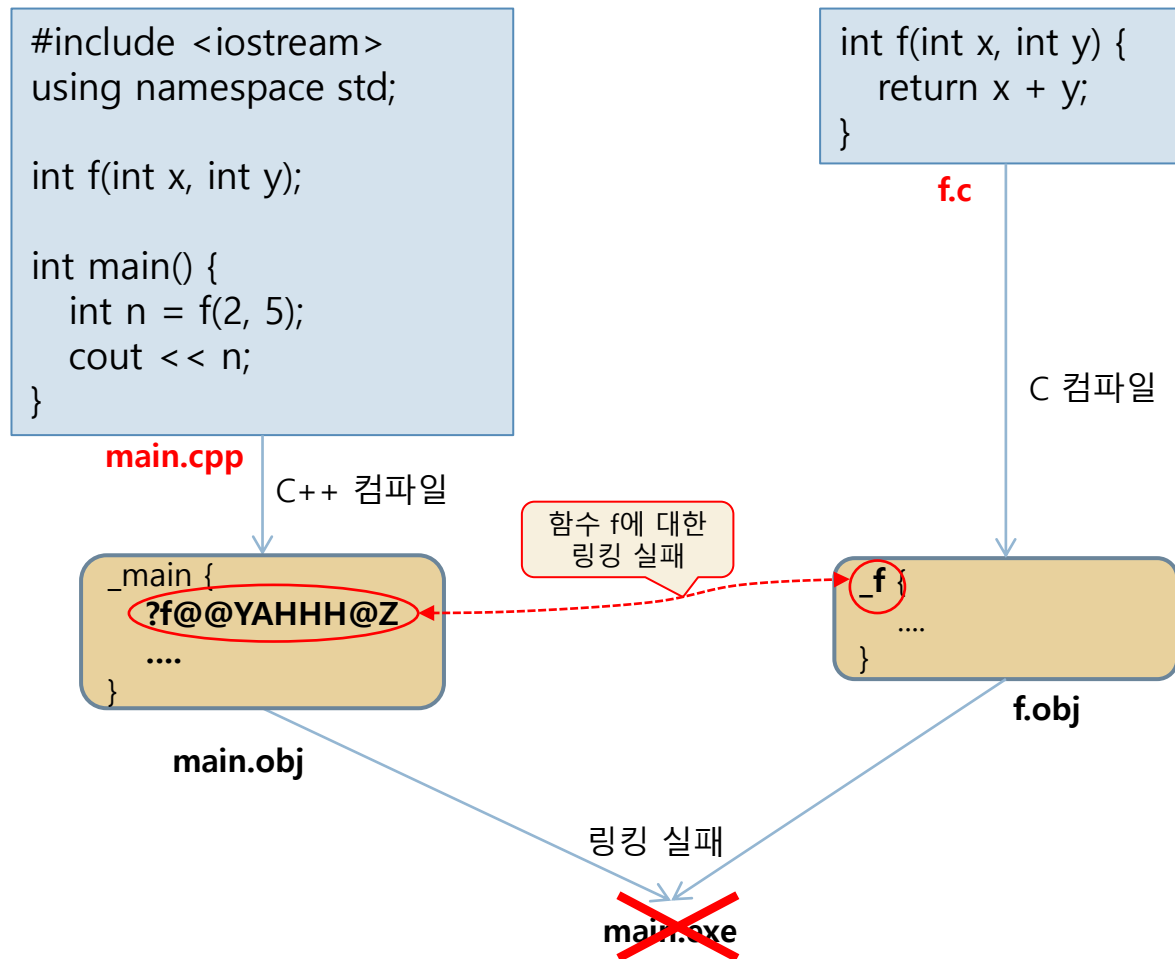 #include <iostream>
using namespace std;
int f(int x, int y);
int main() {
int n = f(2, 5);
cout << n;
}
main.cpp
int f(int x, int y) {
return x + y;
}
f.c
C++ 컴파일
C 컴파일
함수 f에 대한
링킹 실패
_main {
?f@@YAHHH@Z
....
}
main.obj
_f {
....
}
f.obj
링킹 실패
main.exe